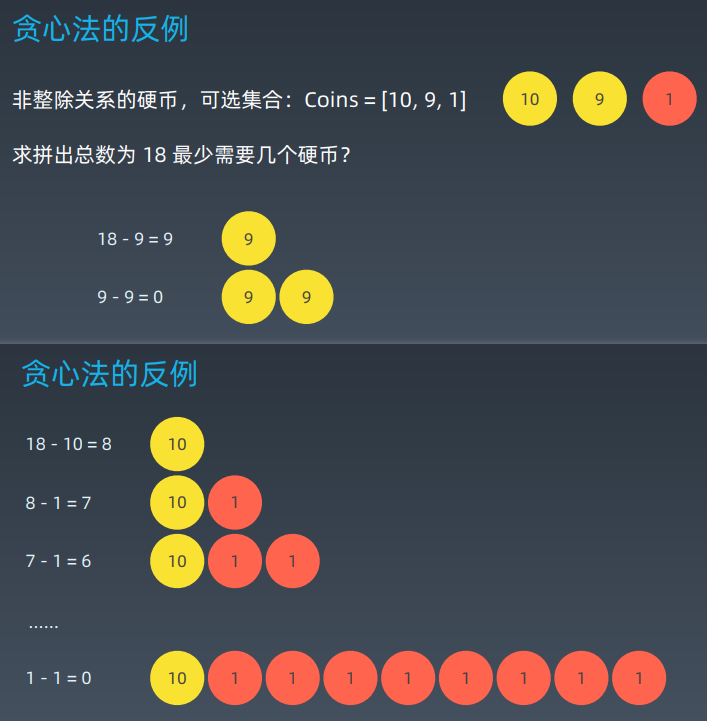 贪心法的反例
非整除关系的硬币，可选集合：Coins = [10, 9, 1] 10 9 1
求拼出总数为 18 最少需要几个硬币？
18 - 9 = 9 9
9 - 9 = 0 9 9
贪心法的反例
18 - 10 = 8 10
8 - 1 = 7 10 1
7 - 1 = 6 10 1 1
......
1 - 1 = 0 10 1 1 1 1 1 1 1 1